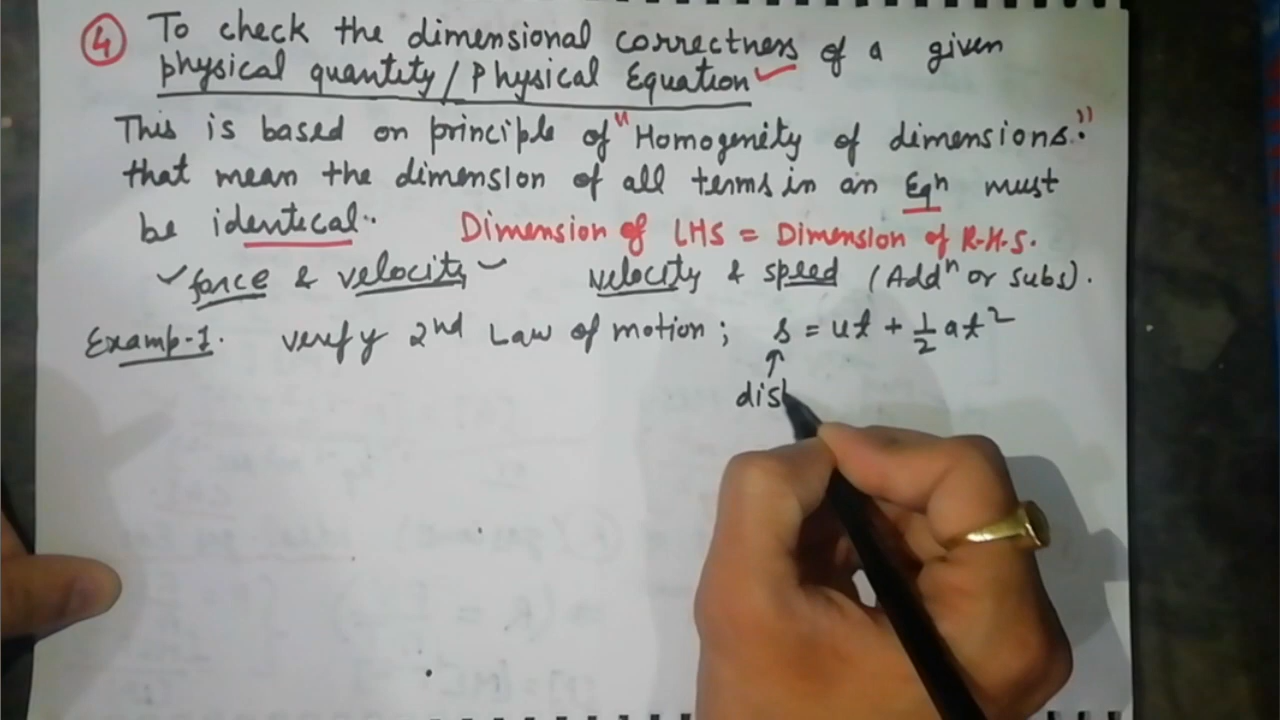 4 To check the dimensional correctness of a given
physical quantity / Physical Equation ✓
This is based on principle of "Homogenity of dimensions."
that mean the dimension of all terms in an Eqn must
be identical.. Dimension of LHS = Dimension of R.H.S.
✓ force & velocity ✓ velocity & speed (Addn or subs).
Examp-1. verify 2nd Law of motion; s = ut + 1/2 at²
↑
dist